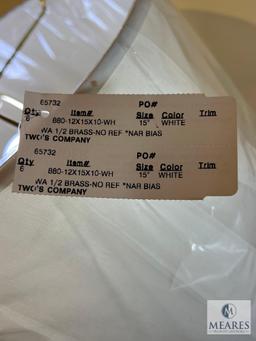 65732
PO#
Qty Item# Size Color Trim
6 880-12X15X10-WH 15" WHITE
WA 1/2 BRASS-NO REF *NAR BIAS
TWO'S COMPANY
65732
PO#
Qty Item# Size Color Trim
6 880-12X15X10-WH 15" WHITE
WA 1/2 BRASS-NO REF *NAR BIAS
TWO'S COMPANY
MEARES